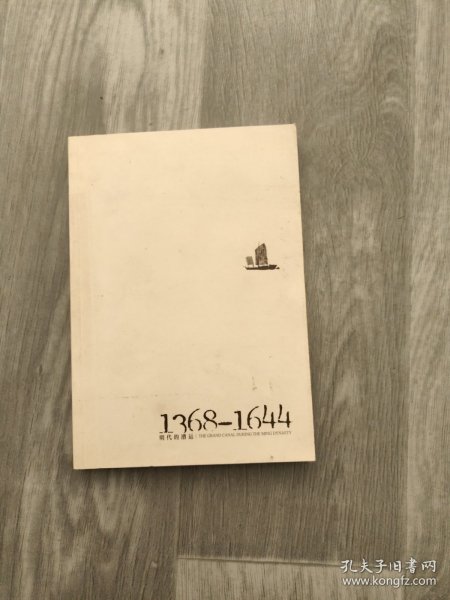 1368-1644
明代的漕运 : THE GRAND CANAL DURING THE MING DYNASTY
孔夫子旧书网
www.kongfz.com